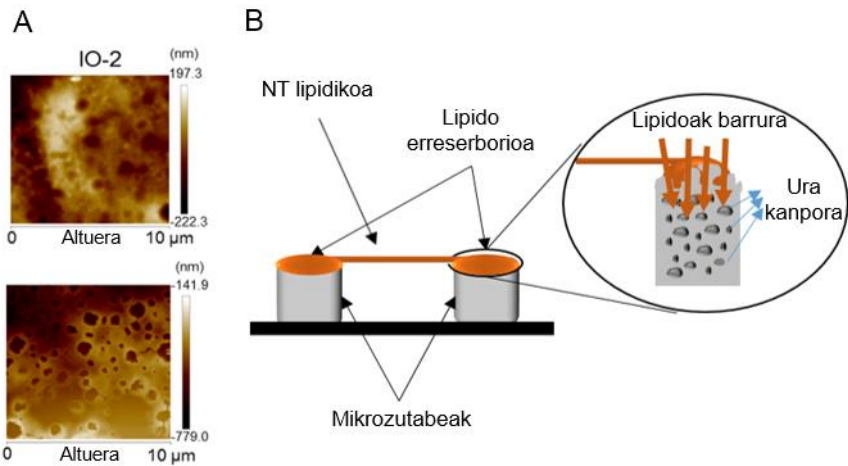 A
IO-2
(nm)
197.3
-222.3
0
Altuera
10 µm
(nm)
-141.9
-779.0
0
Altuera
10 µm
B
NT lipidikoa
Lipido
erreserborioa
Mikrozutabeak
Lipidoak barrura
Ura
kanpora